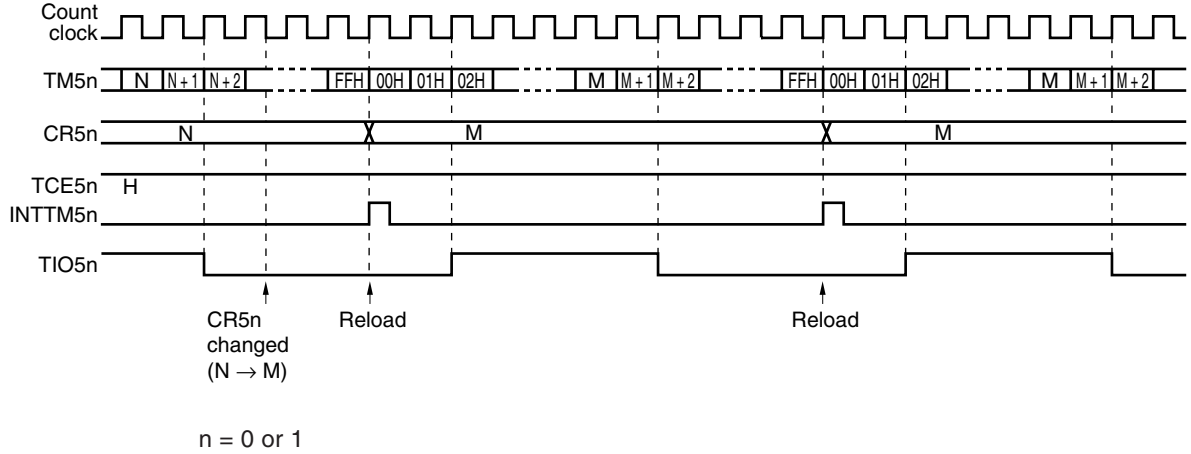 Count
clock
TM5n N N + 1 N + 2 FFH 00H 01H 02H M M + 1 M + 2 FFH 00H 01H 02H M M + 1 M + 2
CR5n N M M
TCE5n H
INTTM5n
TIO5n
CR5n
changed
(N → M)
Reload
Reload
n = 0 or 1